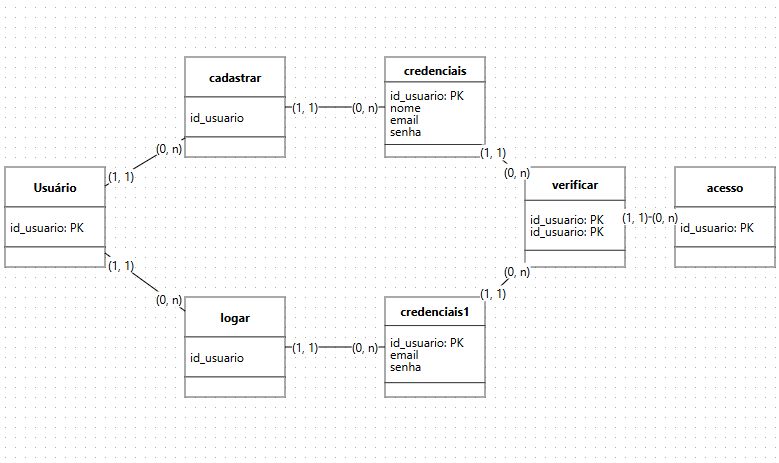 cadastrar
id_usuario
(1, 1)
(0, n)
credenciais
id_usuario: PK
nome
email
senha
(1, 1)
(0, n)
Usuário
id_usuario: PK
(1, 1)
(0, n)
verificar
id_usuario: PK
id_usuario: PK
(1, 1)
(0, n)
acesso
id_usuario: PK
(1, 1)
(0, n)
logar
id_usuario
(1, 1)
(0, n)
credenciais1
id_usuario: PK
email
senha
(1, 1)
(0, n)